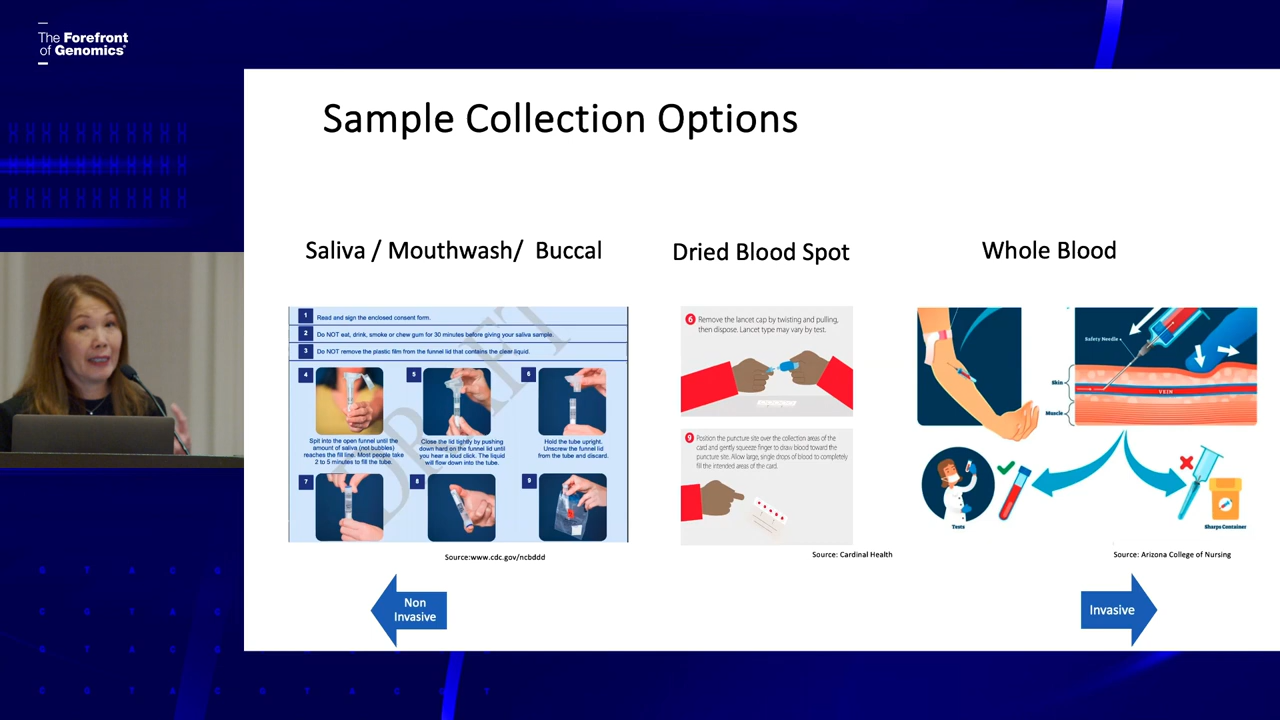 The Forefront
of Genomics®
Sample Collection Options
Saliva / Mouthwash/ Buccal
Dried Blood Spot
Whole Blood
1 Read and sign the enclosed consent form.
2 Do NOT eat, drink, smoke or chew gum for 30 minutes before giving your saliva sample.
3 Do NOT remove the plastic film from the funnel lid that contains the clear liquid.
4
5
6
Spit into the open funnel until the
amount of saliva (not bubbles)
reaches the fill line. Most people take
2 to 5 minutes to fill the tube.
Close the lid tightly by pushing
down hard on the funnel lid until
you hear a loud click. The liquid
will flow down into the tube.
Hold the tube upright.
Unscrew the funnel lid
from the tube end discard.
7
8
9
DRAFT
Source:www.cdc.gov/ncbddd
6 Remove the lancet cap by twisting and pulling,
then dispose. Lancet type may vary by test.
9 Position the puncture site over the collection areas of the
card and gently squeeze finger to draw blood toward the
puncture site. Allow large, single drops of blood to completely
fill the intended areas of the card.
Source: Cardinal Health
Safety Needle
Skin
VEIN
Muscle
Tests
Sharps Container
Source: Arizona College of Nursing
Non
Invasive
Invasive